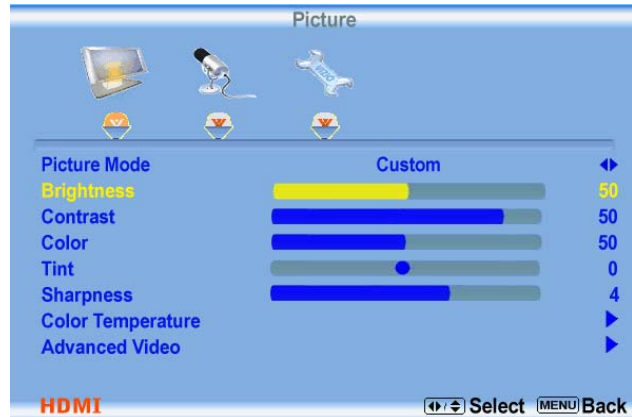 Picture
VIZIO
Picture Mode Custom
Brightness 50
Contrast 50
Color 50
Tint 0
Sharpness 4
Color Temperature
Advanced Video
HDMI Select MENU Back